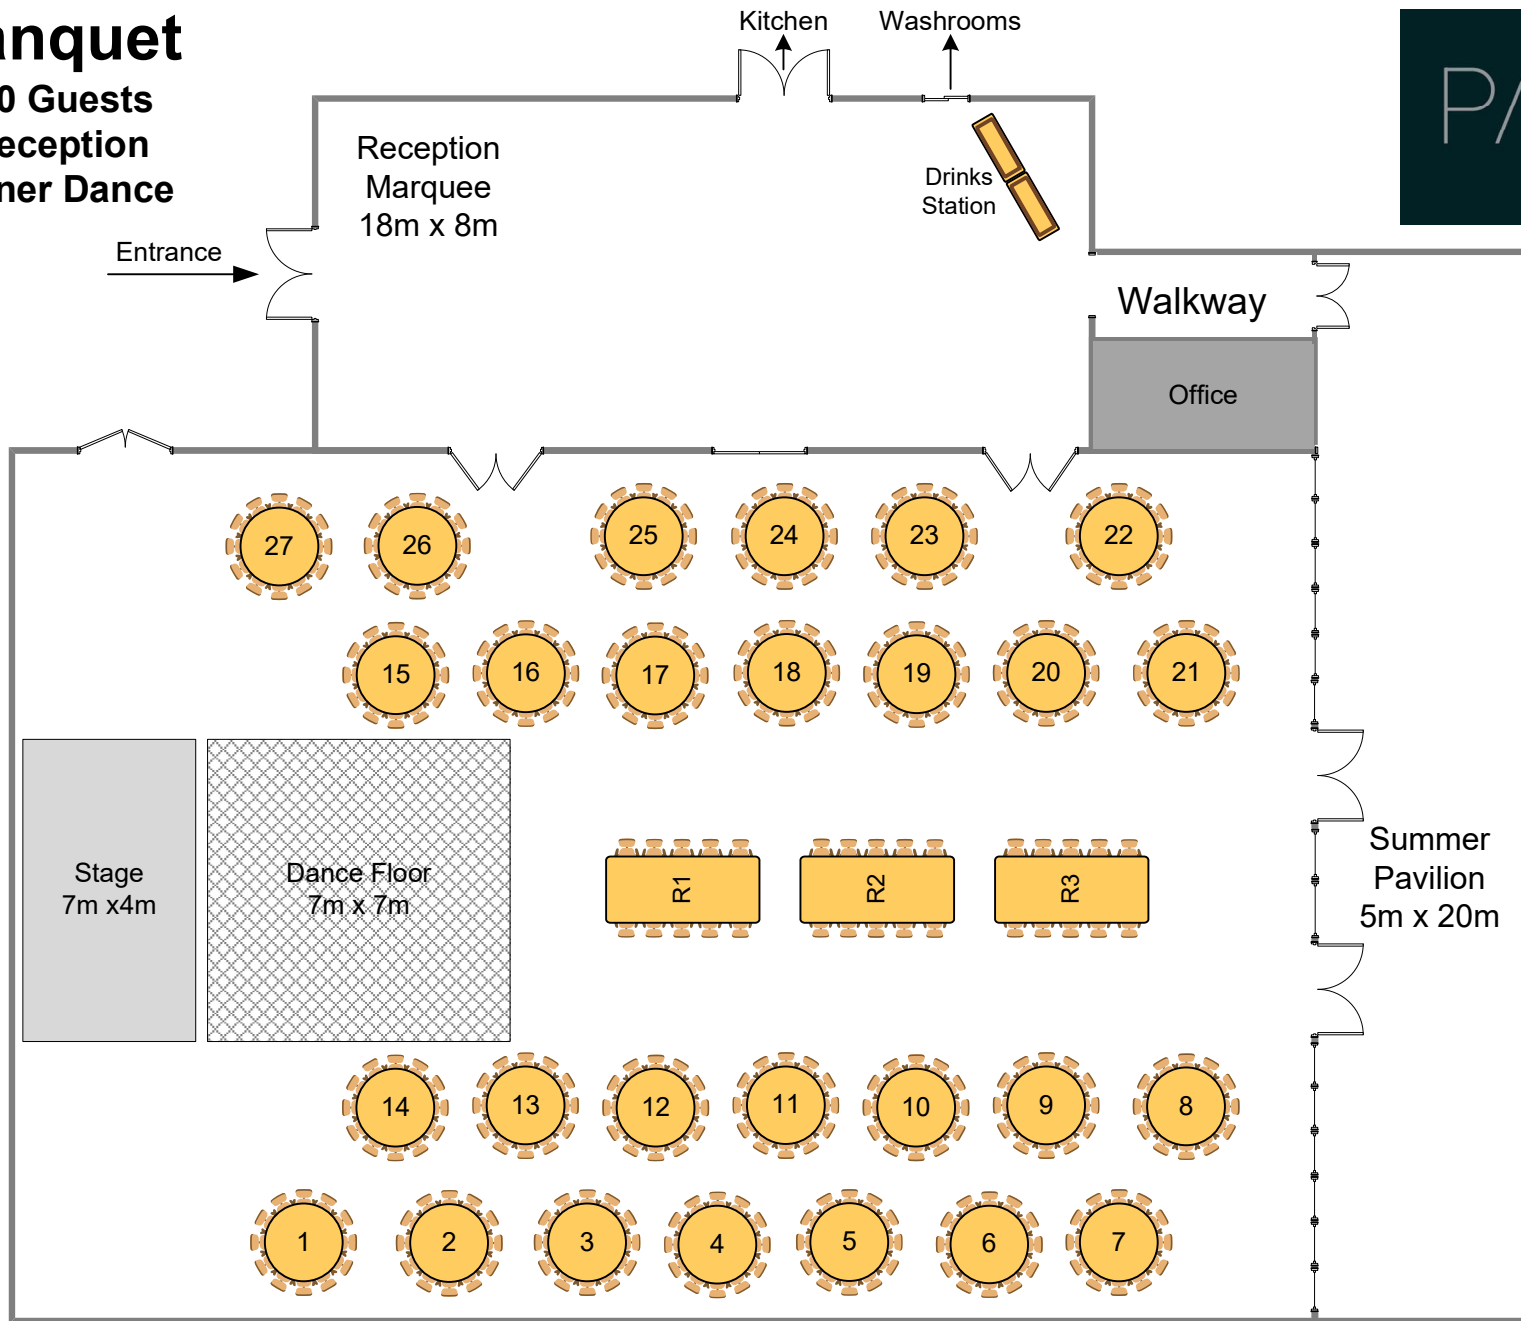 anquet
0 Guests
eception
ner Dance
Kitchen
Washrooms
PA
Reception
Marquee
18m x 8m
Drinks
Station
Entrance
Walkway
Office
27
26
25
24
23
22
15
16
17
18
19
20
21
Stage
7m x4m
Dance Floor
7m x 7m
R1
R2
R3
Summer
Pavilion
5m x 20m
14
13
12
11
10
9
8
1
2
3
4
5
6
7